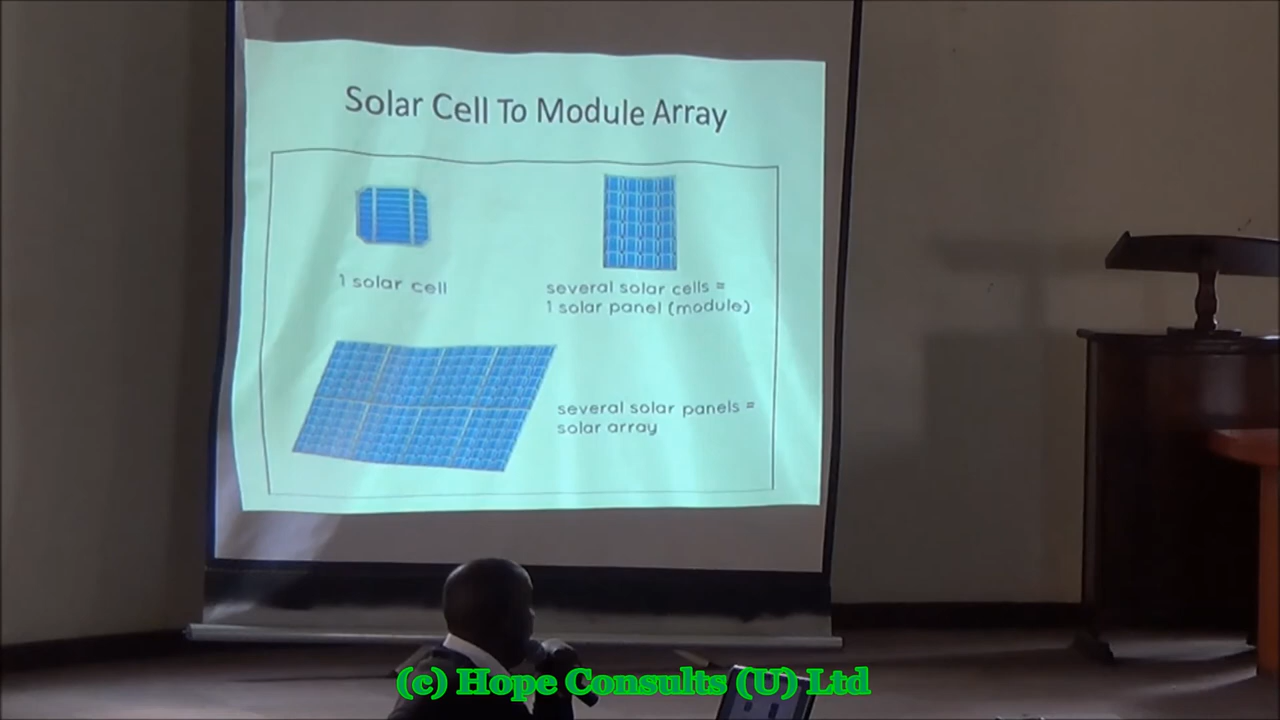 Solar Cell To Module Array
1 solar cell
several solar cells =
1 solar panel (module)
several solar panels =
solar array
(c) Hope Consults (U) Ltd